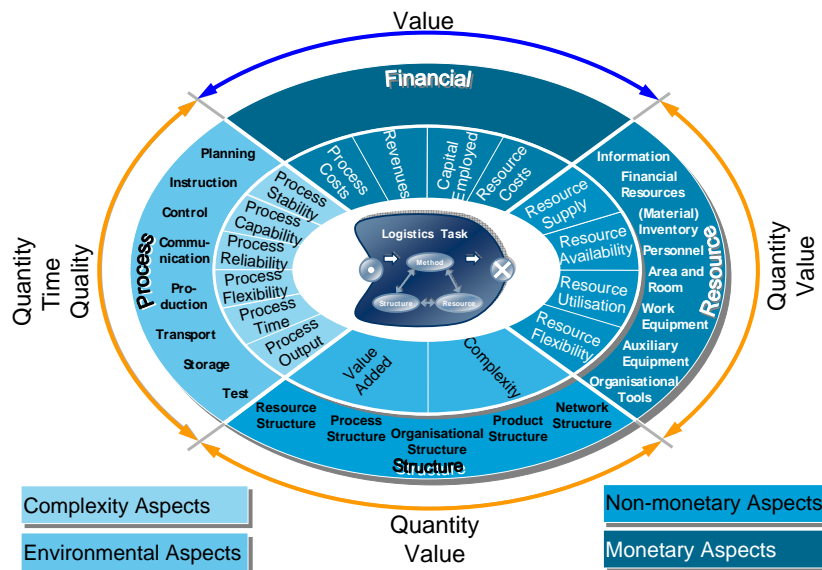 Value
Financial
Process
Costs
Revenues
Capital
Employed
Resource
Costs
Quantity
Time
Quality
Process
Planning
Instruction
Control
Commu-
nication
Pro-
duction
Transport
Storage
Test
Process
Stability
Process
Capability
Process
Reliability
Process
Flexibility
Process
Time
Process
Output
Logistics Task
Method
Structure
Resource
Resource
Supply
Resource
Availability
Resource
Utilisation
Resource
Flexibility
Information
Financial
Resources
(Material)
Inventory
Personnel
Area and
Room
Work
Equipment
Auxiliary
Equipment
Organisational
Tools
Resource
Quantity
Value
Value
Added
Complexity
Resource
Structure
Process
Structure
Organisational
Structure
Product
Structure
Network
Structure
Structure
Quantity
Value
Complexity Aspects
Environmental Aspects
Non-monetary Aspects
Monetary Aspects